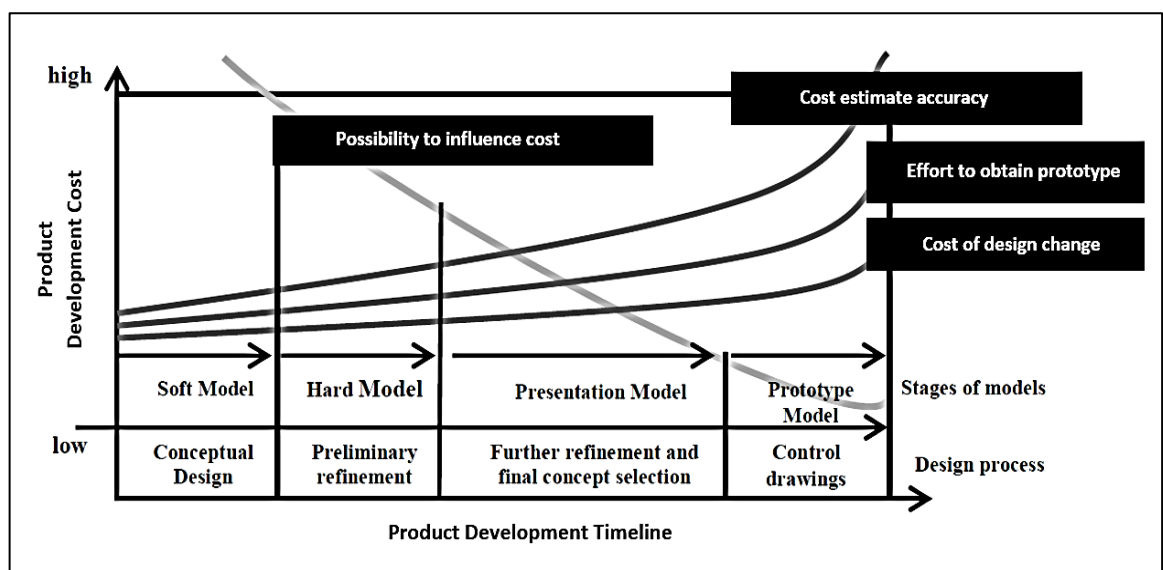 high
Cost estimate accuracy
Possibility to influence cost
Effort to obtain prototype
Cost of design change
Product
Development Cost
Soft Model
Hard Model
Presentation Model
Prototype
Model
Stages of models
low
Conceptual
Design
Preliminary
refinement
Further refinement and
final concept selection
Control
drawings
Design process
Product Development Timeline